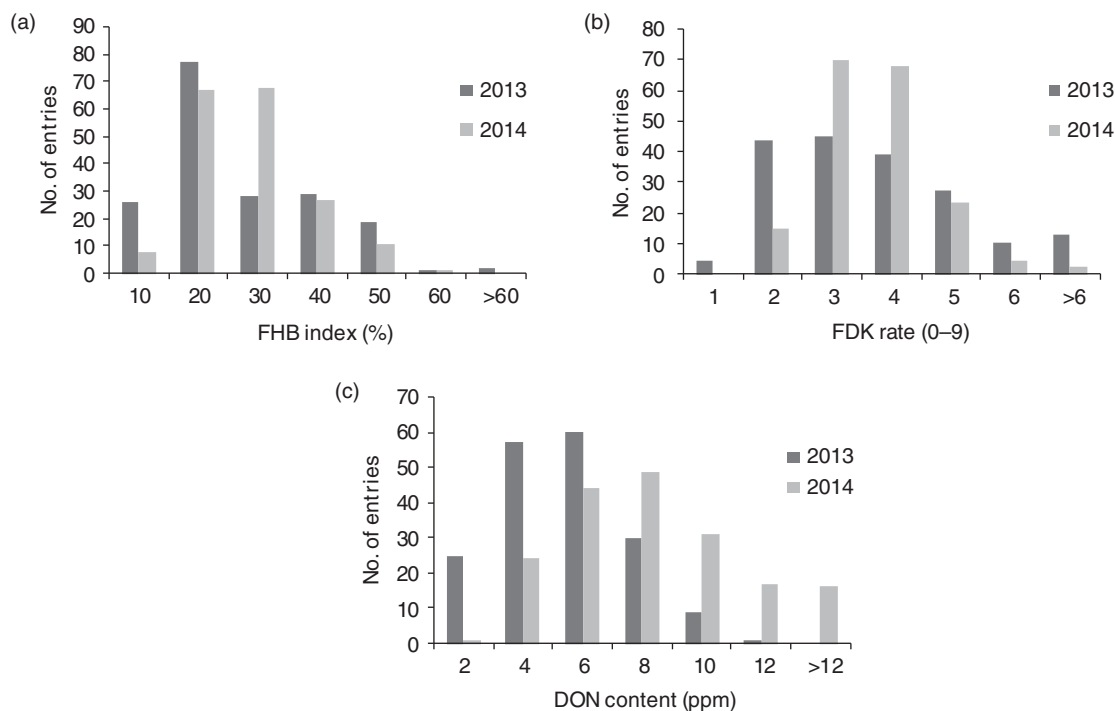 (a)
90
80
70
60
50
40
30
20
10
0
No. of entries
2013
2014
10 20 30 40 50 60 >60
FHB index (%)
(b)
80
70
60
50
40
30
20
10
0
No. of entries
2013
2014
1 2 3 4 5 6 >6
FDK rate (0–9)
(c)
70
60
50
40
30
20
10
0
No. of entries
2013
2014
2 4 6 8 10 12 >12
DON content (ppm)